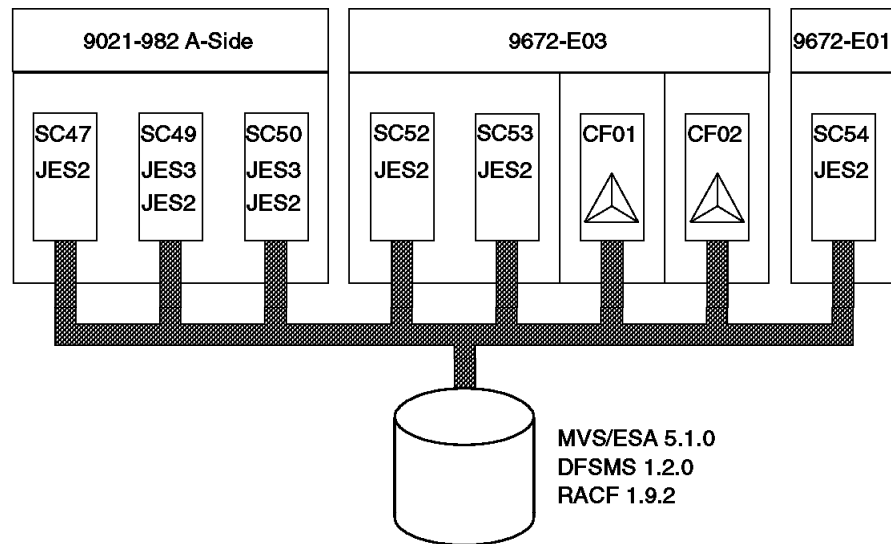 9021-982 A-Side
9672-E03
9672-E01
SC47
JES2
SC49
JES3
JES2
SC50
JES3
JES2
SC52
JES2
SC53
JES2
CF01
CF02
SC54
JES2
MVS/ESA 5.1.0
DFSMS 1.2.0
RACF 1.9.2